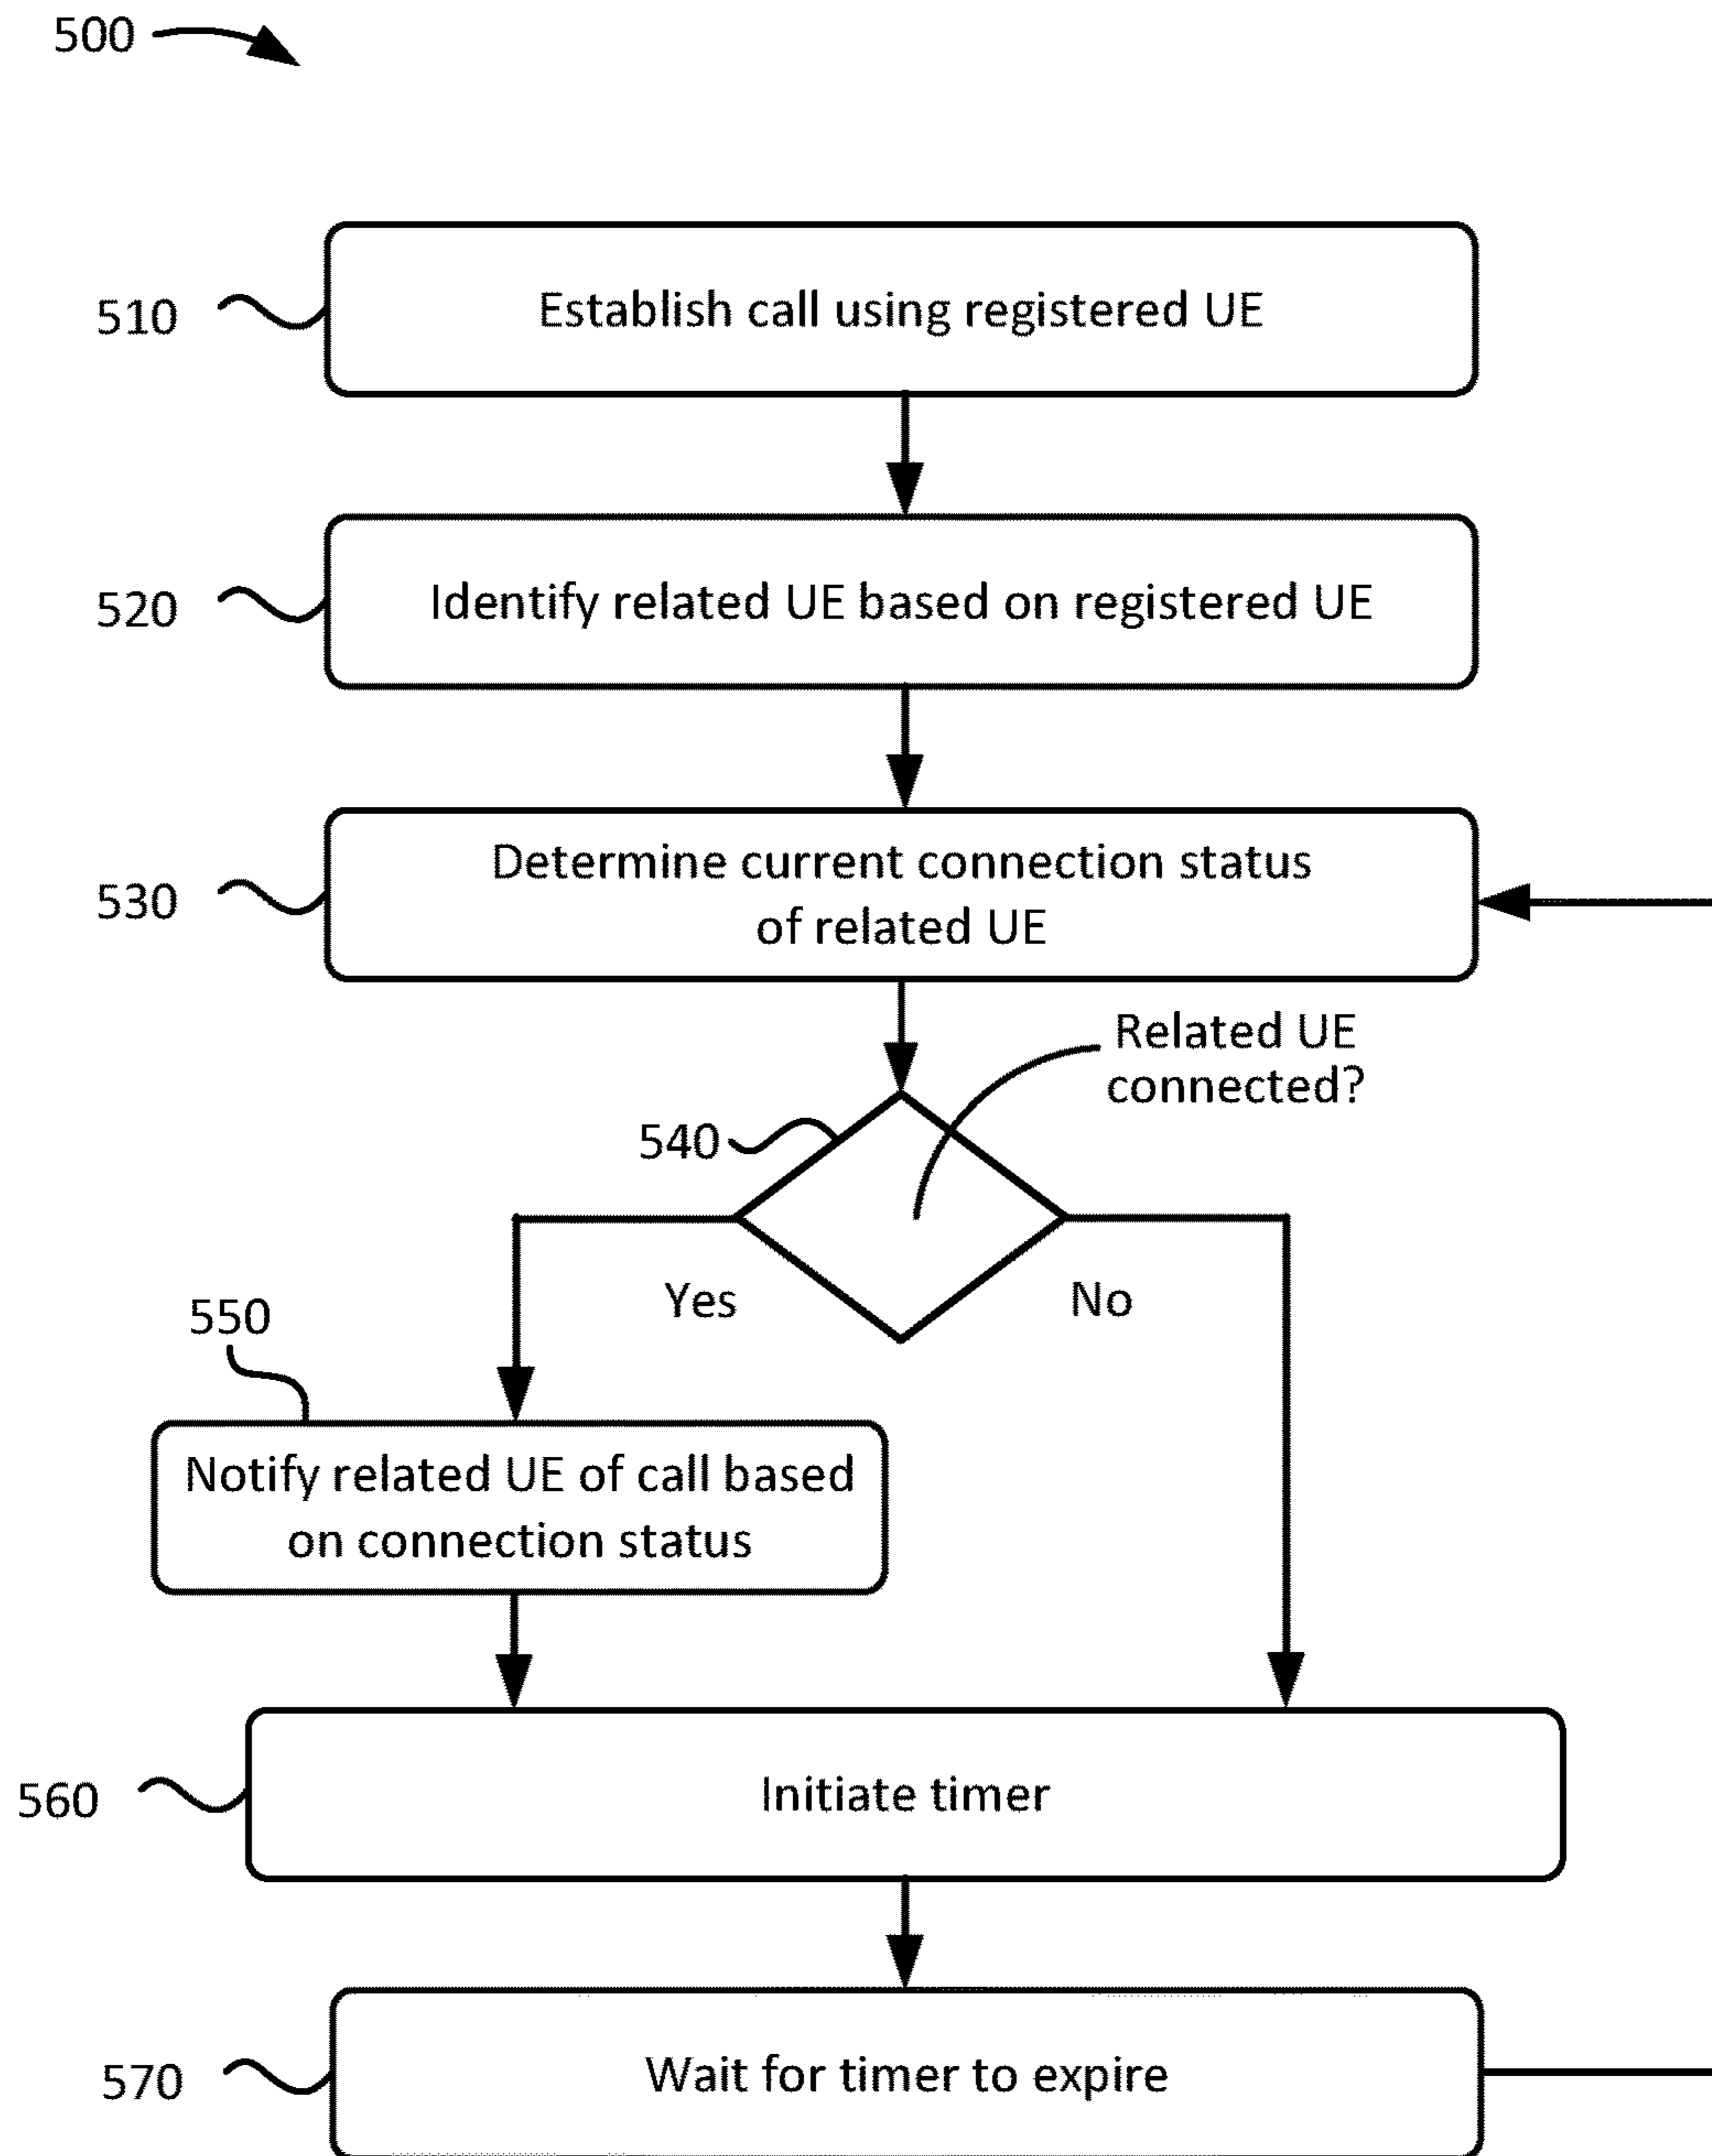 500
510
Establish call using registered UE
520
Identify related UE based on registered UE
530
Determine current connection status
of related UE
Related UE
connected?
540
Yes
No
550
Notify related UE of call based
on connection status
560
Initiate timer
570
Wait for timer to expire